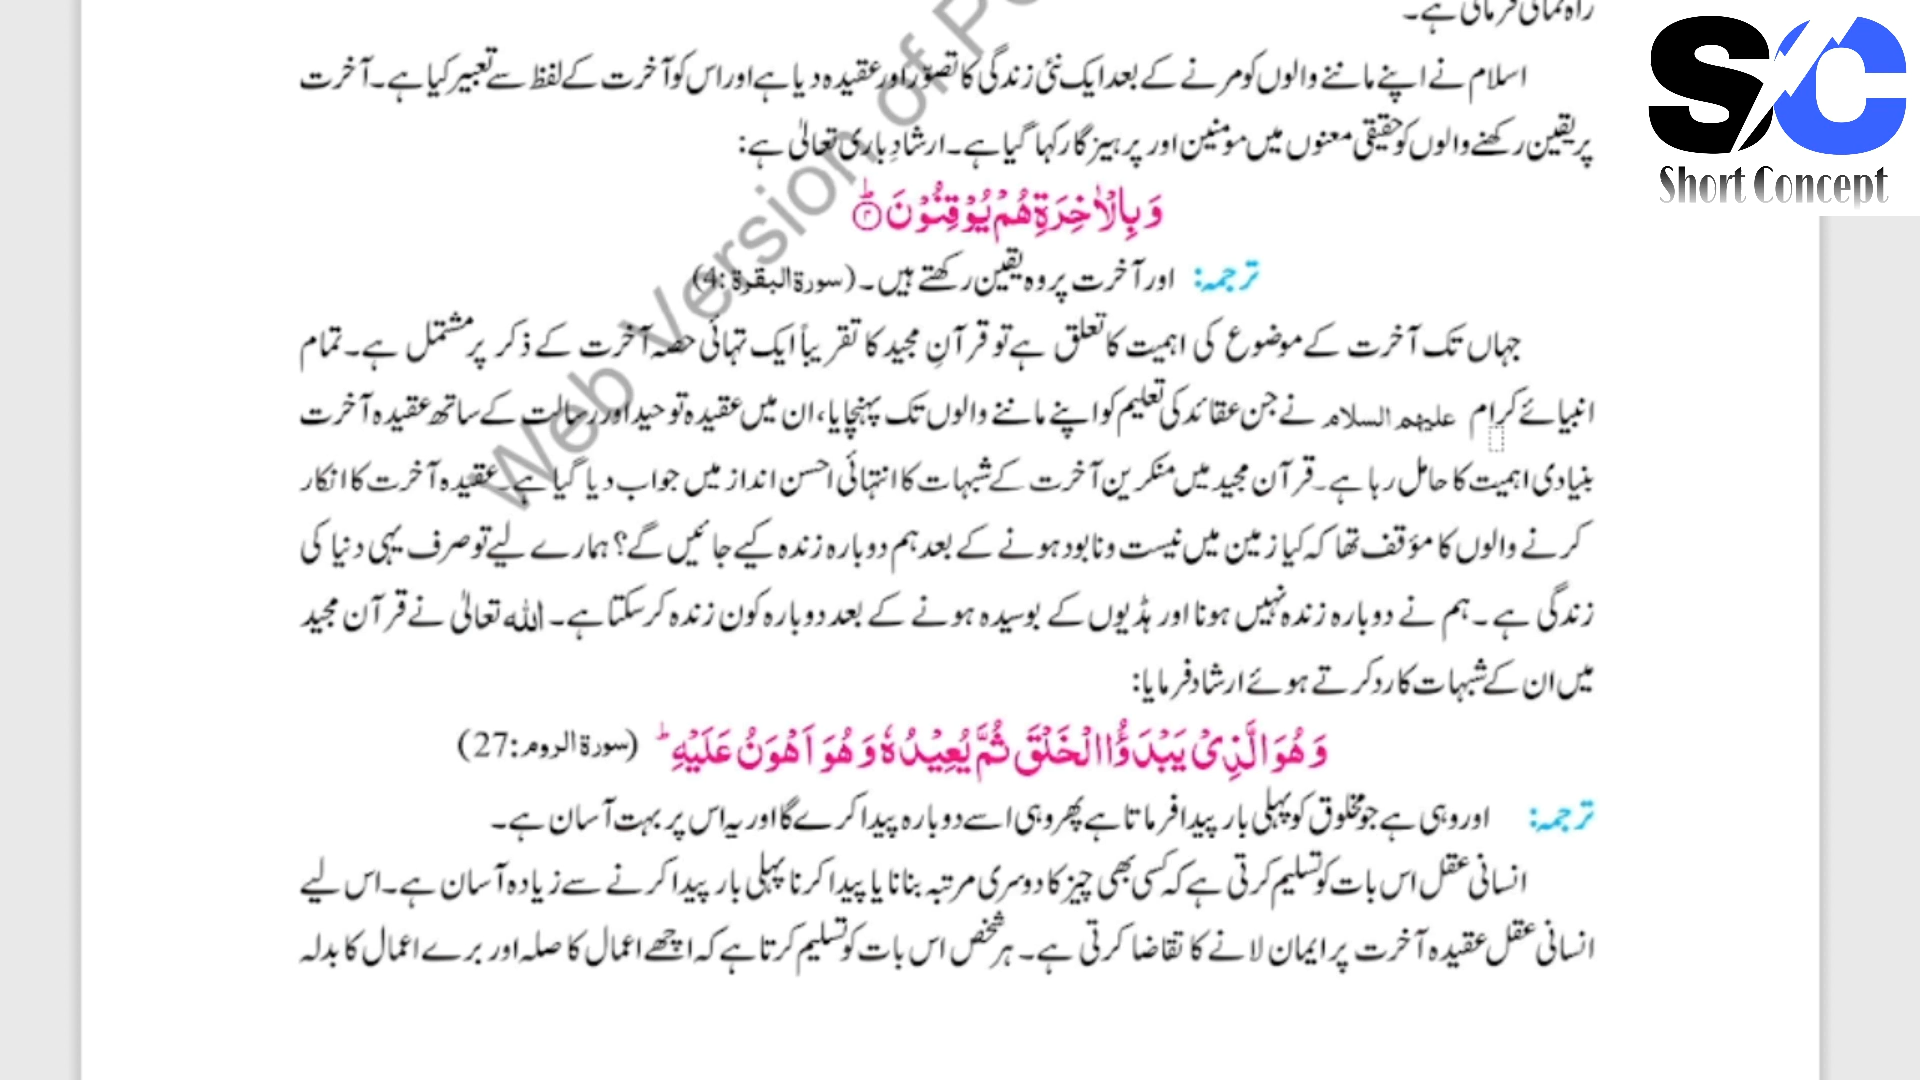 راہ نمائی فرمائی ہے۔
اسلام نے اپنے ماننے والوں کو مرنے کے بعد ایک نئی زندگی کا تصوّر اور عقیدہ دیا ہے اور اس کو آخرت کے لفظ سے تعبیر کیا ہے۔ آخرت
پر یقین رکھنے والوں کو حقیقی معنوں میں مومنین اور پرہیز گار کہا گیا ہے۔ ارشادِ باری تعالیٰ ہے:
وَ بِالْاٰخِرَةِ هُمْ يُوْقِنُوْنَ ؕ۴
ترجمہ: اور آخرت پر وہ یقین رکھتے ہیں۔ (سورۃ البقرۃ: 4)
جہاں تک آخرت کے موضوع کی اہمیت کا تعلق ہے تو قرآنِ مجید کا تقریباً ایک تہائی حصہ آخرت کے ذکر پر مشتمل ہے۔ تمام
انبیائے کرام علیہم السلام نے جن عقائد کی تعلیم کو اپنے ماننے والوں تک پہنچایا، ان میں عقیدہ توحید اور رسالت کے ساتھ عقیدہ آخرت
بنیادی اہمیت کا حامل رہا ہے۔ قرآن مجید میں منکرین آخرت کے شبہات کا انتہائی احسن انداز میں جواب دیا گیا ہے۔ عقیدہ آخرت کا انکار
کرنے والوں کا مؤقف تھا کہ کیا زمین میں نیست و نابود ہونے کے بعد ہم دوبارہ زندہ کیے جائیں گے؟ ہمارے لیے تو صرف یہی دنیا کی
زندگی ہے۔ ہم نے دوبارہ زندہ نہیں ہونا اور ہڈیوں کے بوسیدہ ہونے کے بعد دوبارہ کون زندہ کر سکتا ہے۔ اللہ تعالیٰ نے قرآن مجید
میں ان کے شبہات کا رد کرتے ہوئے ارشاد فرمایا:
وَ هُوَ الَّذِیْ یَبْدَؤُا الْخَلْقَ ثُمَّ یُعِیْدُهٗ وَ هُوَ اَهْوَنُ عَلَیْهِ ؕ (سورۃ الروم: 27)
ترجمہ: اور وہی ہے جو مخلوق کو پہلی بار پیدا فرماتا ہے پھر وہی اسے دوبارہ پیدا کرے گا اور یہ اس پر بہت آسان ہے۔
انسانی عقل اس بات کو تسلیم کرتی ہے کہ کسی بھی چیز کا دوسری مرتبہ بنانا یا پیدا کرنا پہلی بار پیدا کرنے سے زیادہ آسان ہے۔ اس لیے
انسانی عقل عقیدہ آخرت پر ایمان لانے کا تقاضا کرتی ہے۔ ہر شخص اس بات کو تسلیم کرتا ہے کہ اچھے اعمال کا صلہ اور برے اعمال کا بدلہ
Web Version of
SC
Short Concept